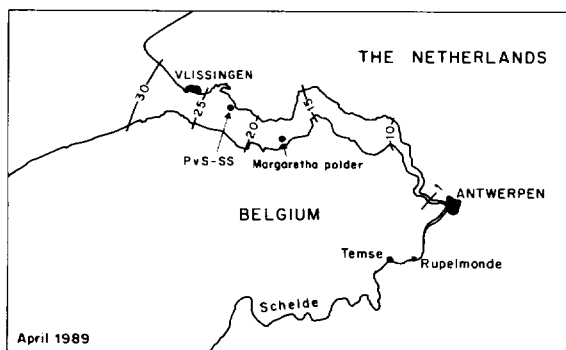 THE NETHERLANDS
VLISSINGEN
30
25
20
15
10
1
PvS-SS
Margaretha polder
ANTWERPEN
BELGIUM
Temse
Rupelmonde
Schelde
April 1989